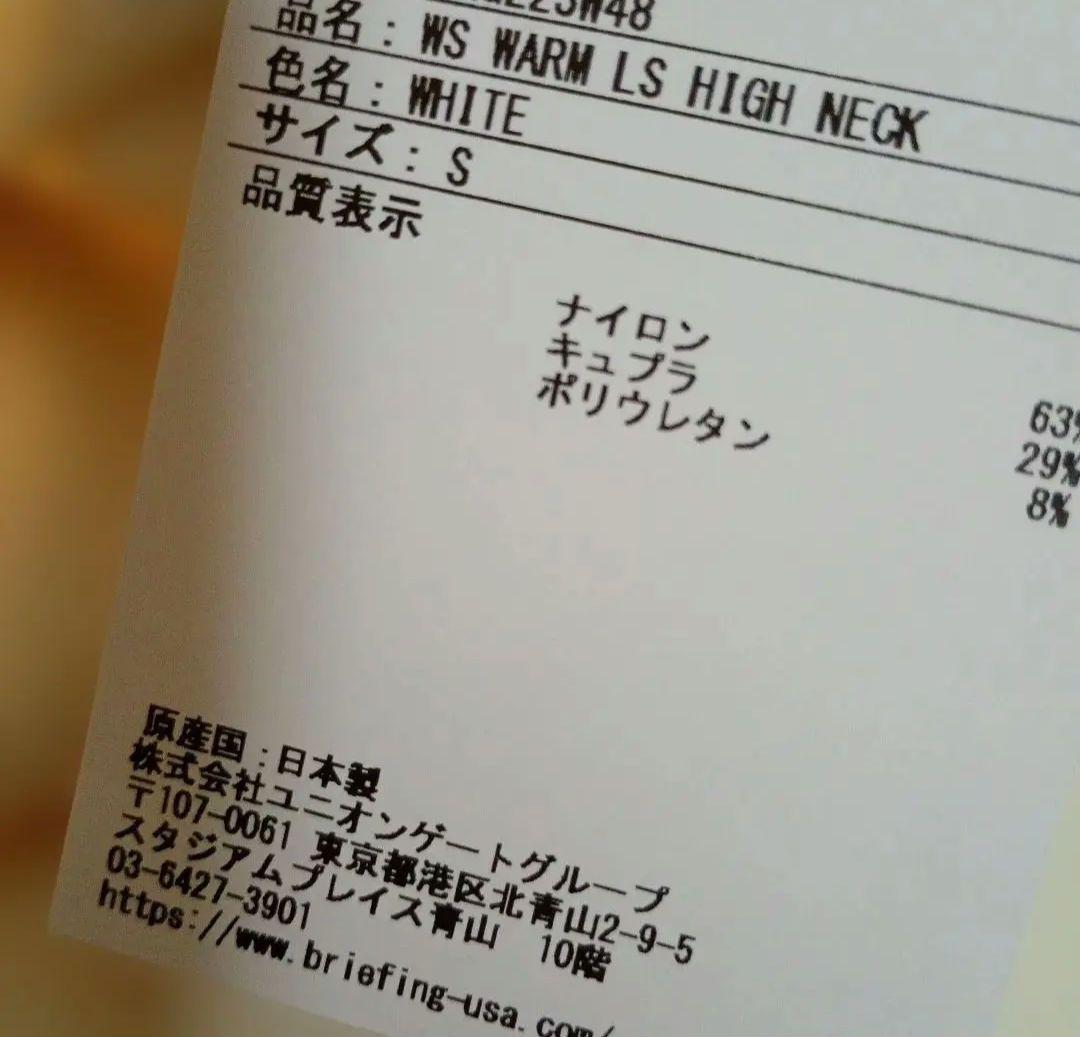 品名：WS WARM LS HIGH NECK
色名：WHITE
サイズ：S
品質表示
ナイロン 63%
キュプラ 29%
ポリウレタン 8%
原産国：日本製
株式会社ユニオンゲートグループ
〒107-0061 東京都港区北青山2-9-5
スタジアムプレイス青山 10階
03-6427-3901
https://www.briefing-usa.com/